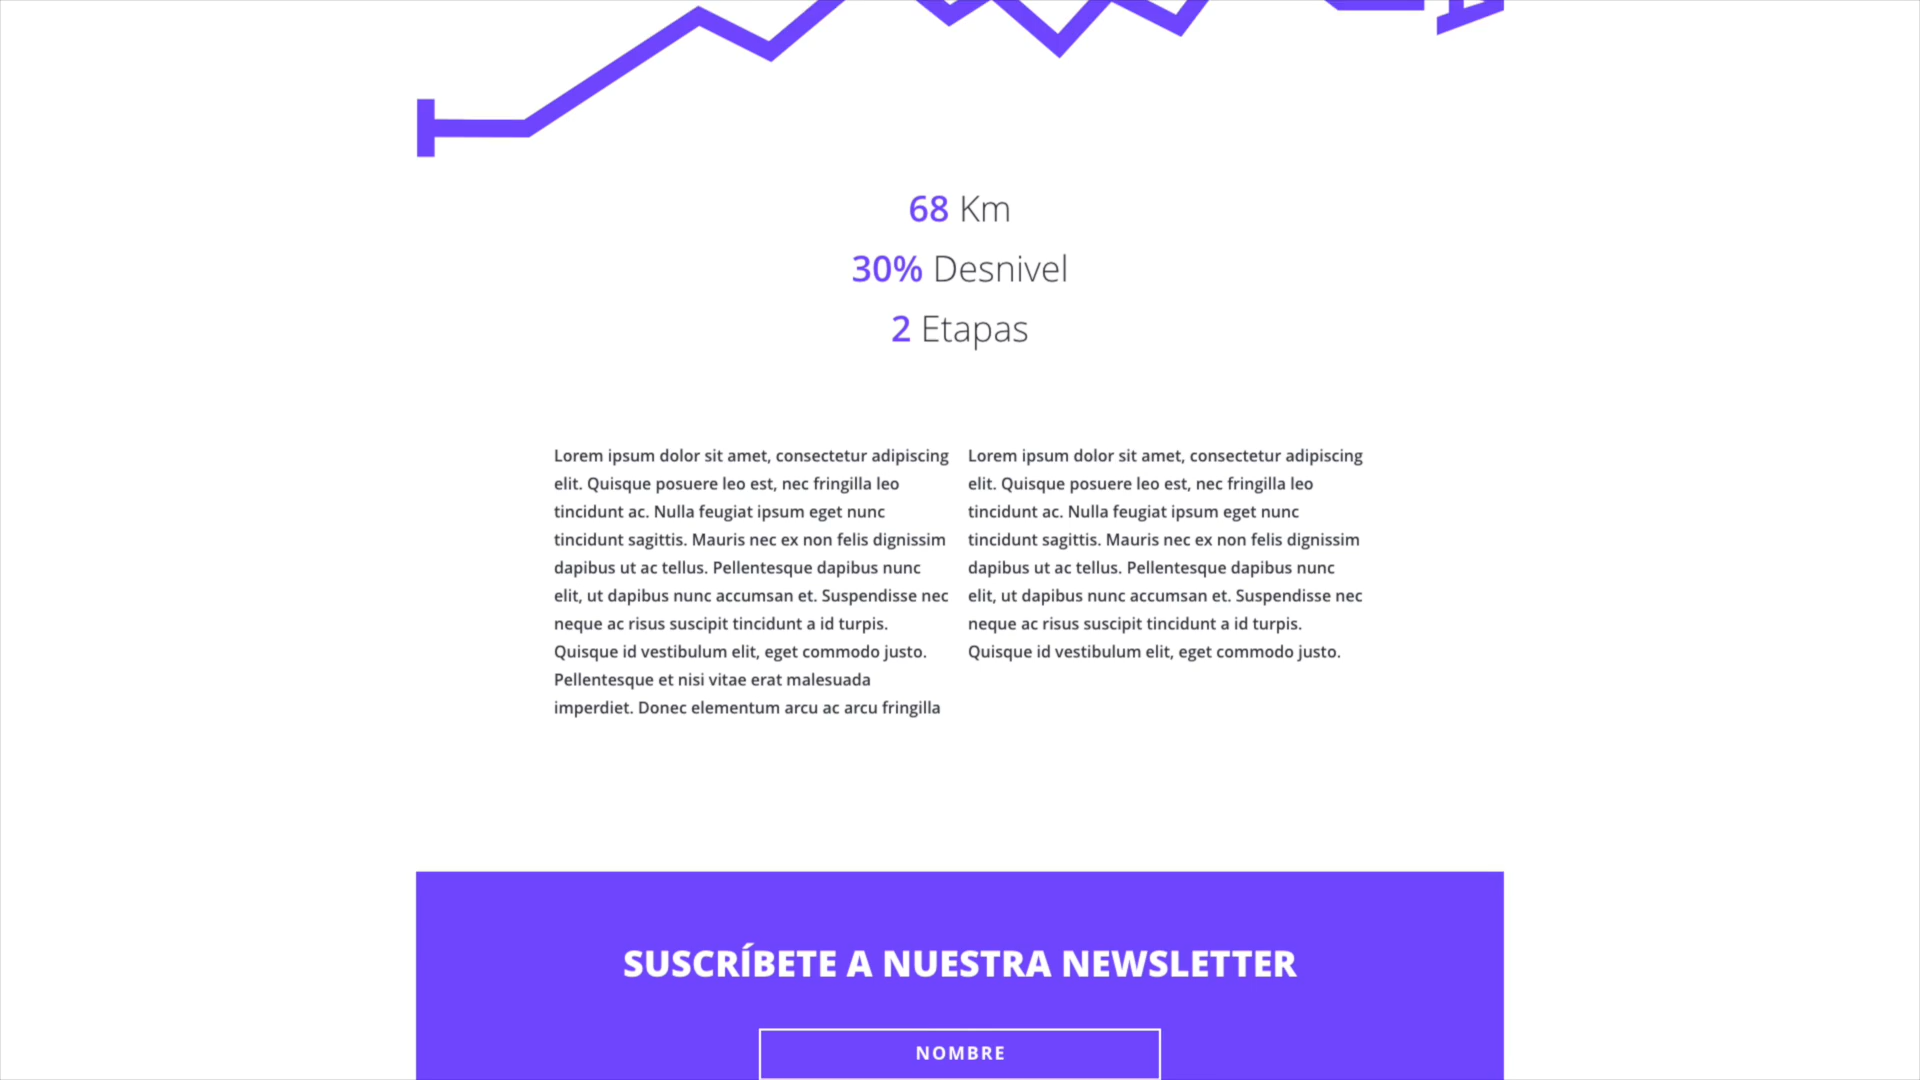 68 Km
30% Desnivel
2 Etapas
Lorem ipsum dolor sit amet, consectetur adipiscing
elit. Quisque posuere leo est, nec fringilla leo
tincidunt ac. Nulla feugiat ipsum eget nunc
tincidunt sagittis. Mauris nec ex non felis dignissim
dapibus ut ac tellus. Pellentesque dapibus nunc
elit, ut dapibus nunc accumsan et. Suspendisse nec
neque ac risus suscipit tincidunt a id turpis.
Quisque id vestibulum elit, eget commodo justo.
Pellentesque et nisi vitae erat malesuada
imperdiet. Donec elementum arcu ac arcu fringilla
Lorem ipsum dolor sit amet, consectetur adipiscing
elit. Quisque posuere leo est, nec fringilla leo
tincidunt ac. Nulla feugiat ipsum eget nunc
tincidunt sagittis. Mauris nec ex non felis dignissim
dapibus ut ac tellus. Pellentesque dapibus nunc
elit, ut dapibus nunc accumsan et. Suspendisse nec
neque ac risus suscipit tincidunt a id turpis.
Quisque id vestibulum elit, eget commodo justo.
SUSCRÍBETE A NUESTRA NEWSLETTER
NOMBRE